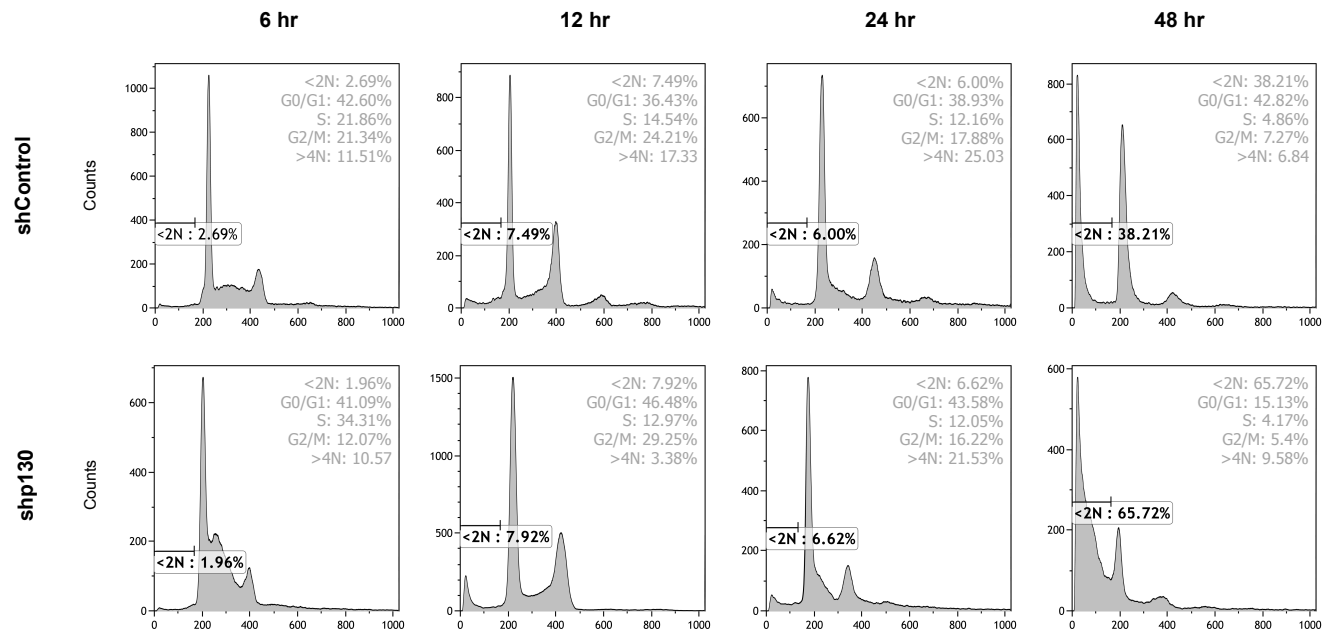 6 hr
12 hr
24 hr
48 hr
shControl
Counts
<2N: 2.69%
G0/G1: 42.60%
S: 21.86%
G2/M: 21.34%
>4N: 11.51%
<2N : 2.69%
0
200
400
600
800
1000
0
200
400
600
800
1000
<2N: 7.49%
G0/G1: 36.43%
S: 14.54%
G2/M: 24.21%
>4N: 17.33
<2N : 7.49%
0
200
400
600
800
0
200
400
600
800
1000
<2N: 6.00%
G0/G1: 38.93%
S: 12.16%
G2/M: 17.88%
>4N: 25.03
<2N : 6.00%
0
200
400
600
0
200
400
600
800
1000
<2N: 38.21%
G0/G1: 42.82%
S: 4.86%
G2/M: 7.27%
>4N: 6.84
<2N : 38.21%
0
200
400
600
800
0
200
400
600
800
1000
shp130
Counts
<2N: 1.96%
G0/G1: 41.09%
S: 34.31%
G2/M: 12.07%
>4N: 10.57
<2N : 1.96%
0
200
400
600
0
200
400
600
800
1000
<2N: 7.92%
G0/G1: 46.48%
S: 12.97%
G2/M: 29.25%
>4N: 3.38%
<2N : 7.92%
0
500
1000
1500
0
200
400
600
800
1000
<2N: 6.62%
G0/G1: 43.58%
S: 12.05%
G2/M: 16.22%
>4N: 21.53%
<2N : 6.62%
0
200
400
600
800
0
200
400
600
800
1000
<2N: 65.72%
G0/G1: 15.13%
S: 4.17%
G2/M: 5.4%
>4N: 9.58%
<2N : 65.72%
0
200
400
600
0
200
400
600
800
1000